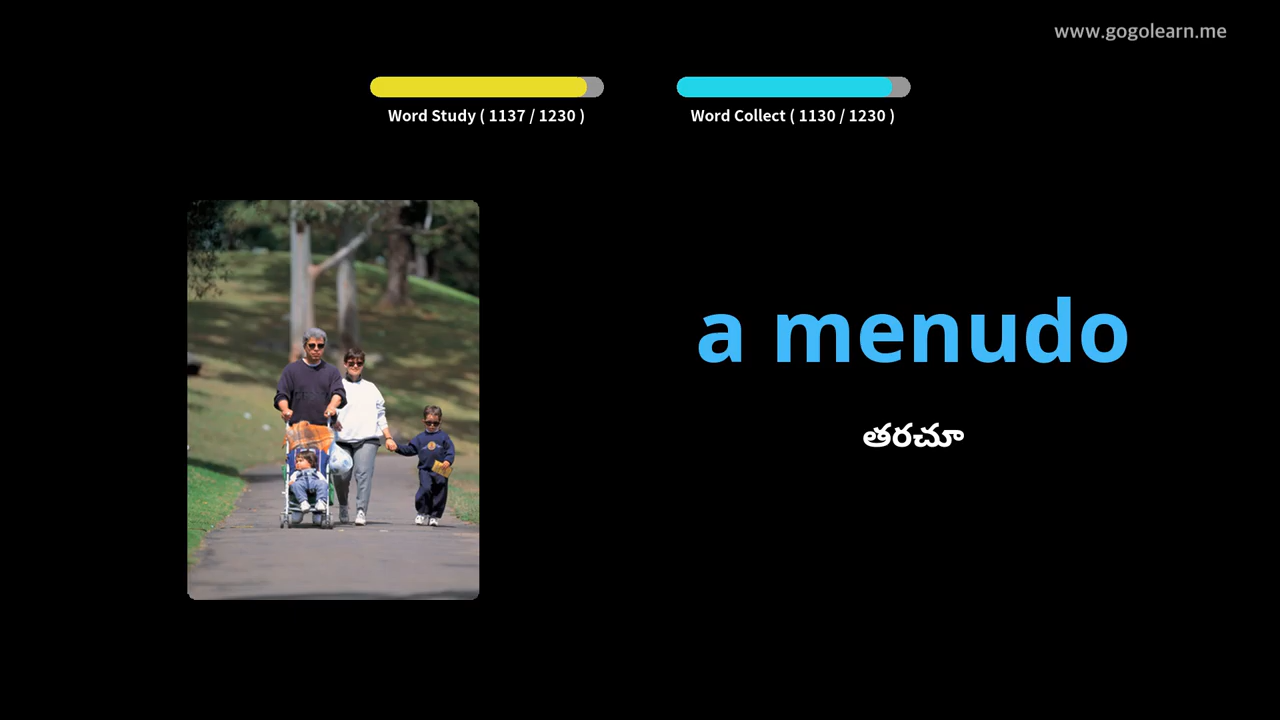 www.gogolearn.me
Word Study ( 1137 / 1230 )
Word Collect ( 1130 / 1230 )
a menudo
తరచూ